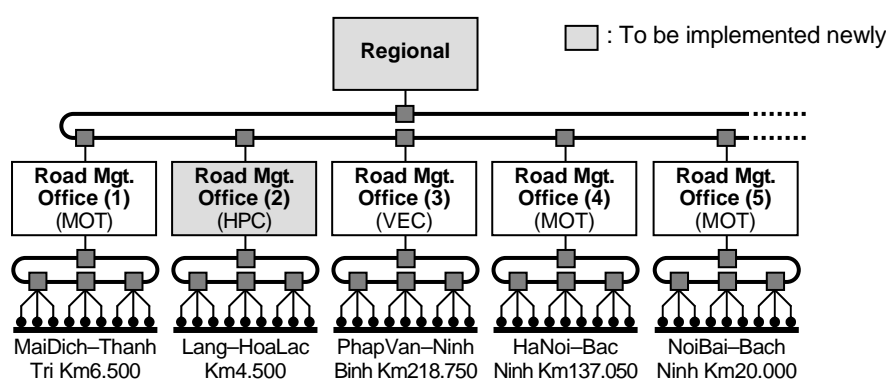 Regional
: To be implemented newly
Road Mgt.
Office (1)
(MOT)
Road Mgt.
Office (2)
(HPC)
Road Mgt.
Office (3)
(VEC)
Road Mgt.
Office (4)
(MOT)
Road Mgt.
Office (5)
(MOT)
MaiDich–Thanh
Tri Km6.500
Lang–HoaLac
Km4.500
PhapVan–Ninh
Binh Km218.750
HaNoi–Bac
Ninh Km137.050
NoiBai–Bach
Ninh Km20.000